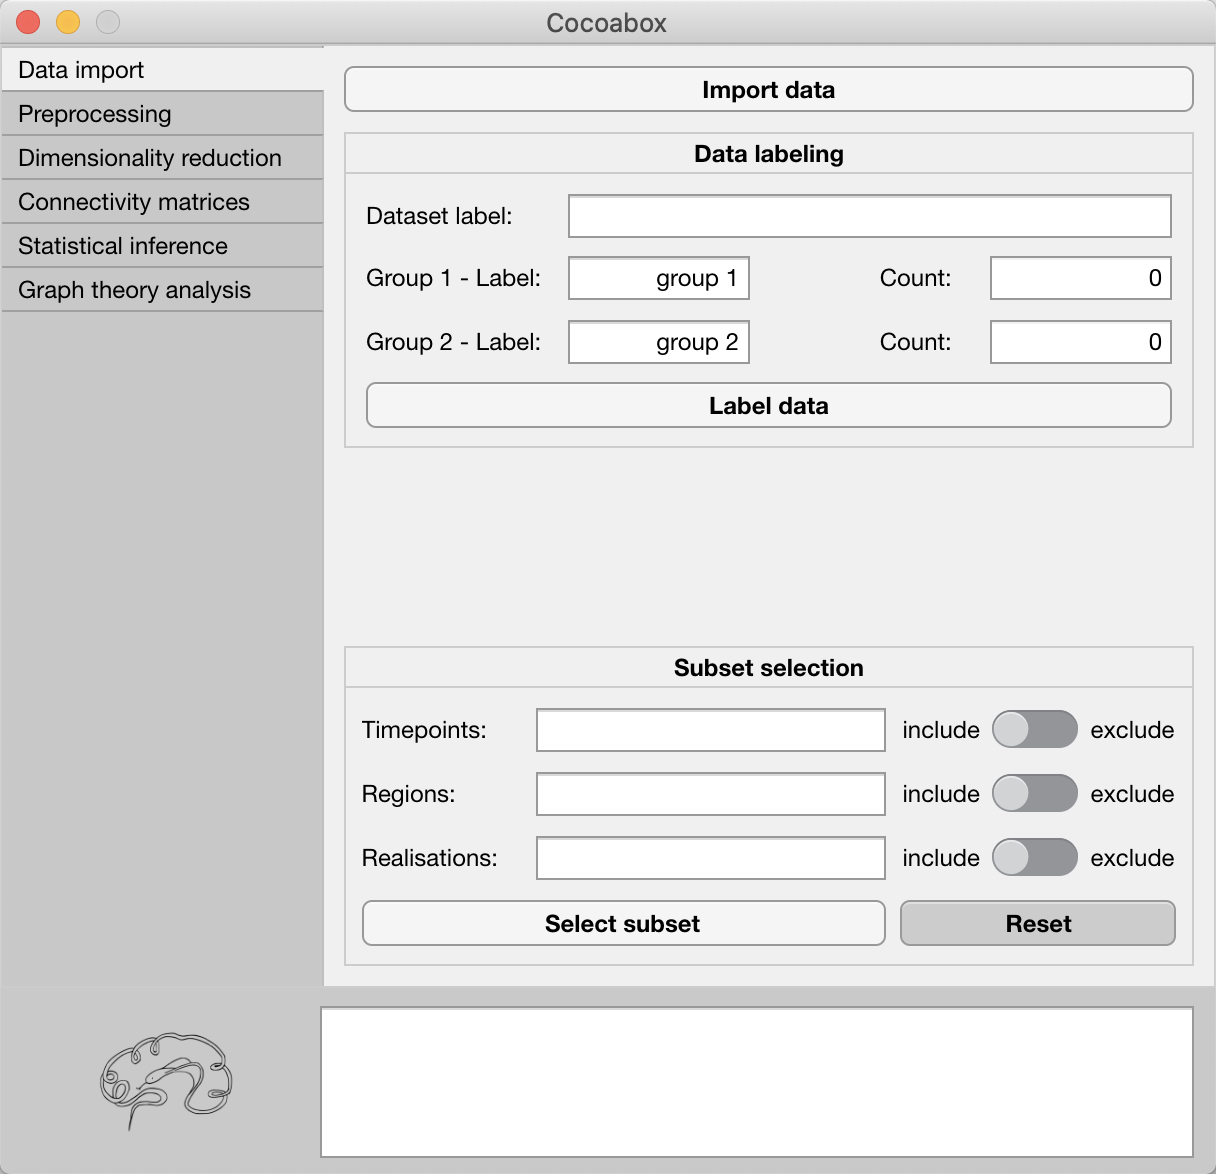 Cocoabox
Data import
Preprocessing
Dimensionality reduction
Connectivity matrices
Statistical inference
Graph theory analysis
Import data
Data labeling
Dataset label:
Group 1 - Label: group 1 Count: 0
Group 2 - Label: group 2 Count: 0
Label data
Subset selection
Timepoints: include exclude
Regions: include exclude
Realisations: include exclude
Select subset Reset